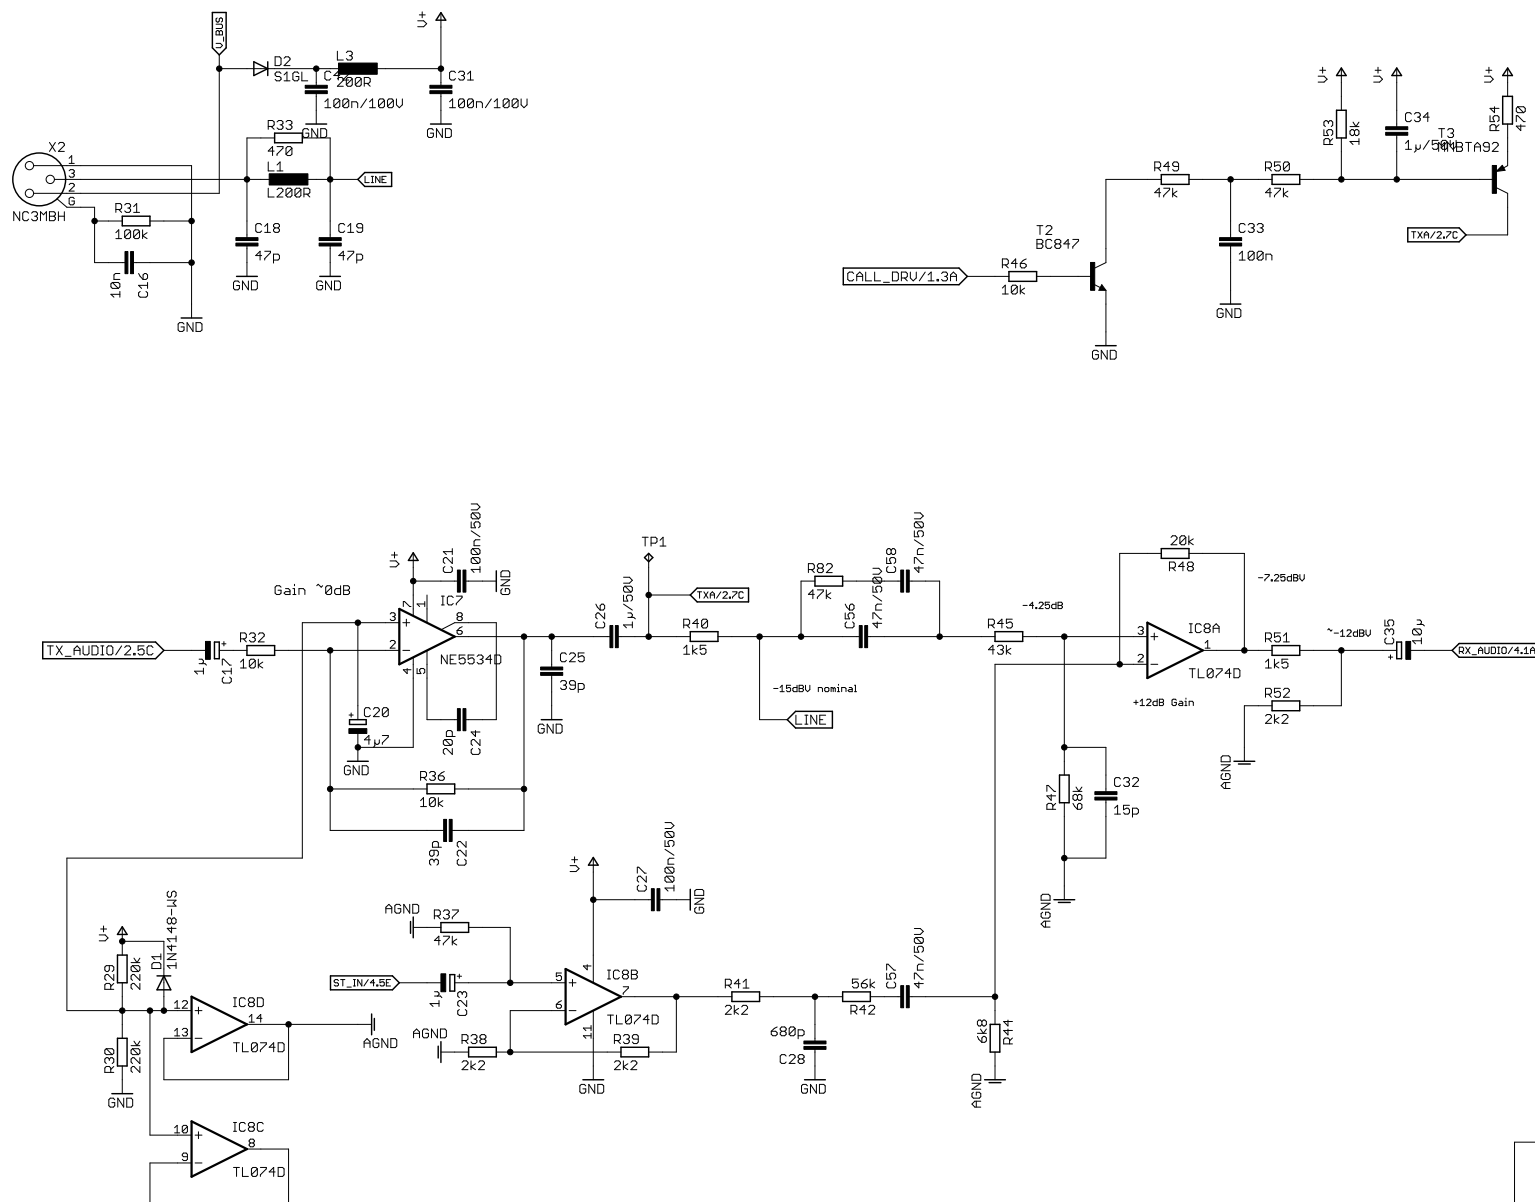 V_BUS
V+
D2
S1GL
L3
200R
C31
100n/100V
100n/100V
GND
GND
R33
470
X2
1
3
2
G
NC3MBH
L1
L200R
LINE
R31
100k
10n
C16
C18
47p
C19
47p
GND
GND
GND
V+
V+
V+
R53
18k
C34
1µ/50V
T3
MMBTA92
R54
470
R49
47k
R50
47k
C33
100n
TXA/2.7C
T2
BC847
CALL_DRV/1.3A
R46
10k
GND
GND
Gain ~0dB
V+
C21
100n/50V
GND
IC7
7
1
3
8
6
2
4
5
NE5534D
TX_AUDIO/2.5C
1µ
C17
R32
10k
C20
4µ7
GND
20p
C24
C25
39p
GND
R36
10k
39p
C22
C26
1µ/50V
TP1
TXA/2.7C
R40
1k5
-15dBV nominal
LINE
R82
47k
C58
47n/50V
C56
47n/50V
-4.25dB
R45
43k
20k
R48
-7.25dBV
3
2
1
IC8A
TL074D
+12dB Gain
R51
1k5
~-12dBV
C35
10µ
RX_AUDIO/4.1A
R52
2k2
AGND
R47
68k
C32
15p
AGND
V+
R29
220k
D1
1N4148-WS
R30
220k
GND
12
13
14
IC8D
TL074D
AGND
10
9
8
IC8C
TL074D
AGND
R37
47k
ST_IN/4.5E
1µ
C23
V+
C27
100n/50V
GND
5
6
4
7
11
IC8B
TL074D
AGND
R38
2k2
R39
2k2
GND
R41
2k2
680p
C28
GND
56k
R42
C57
47n/50V
6k8
R44
AGND